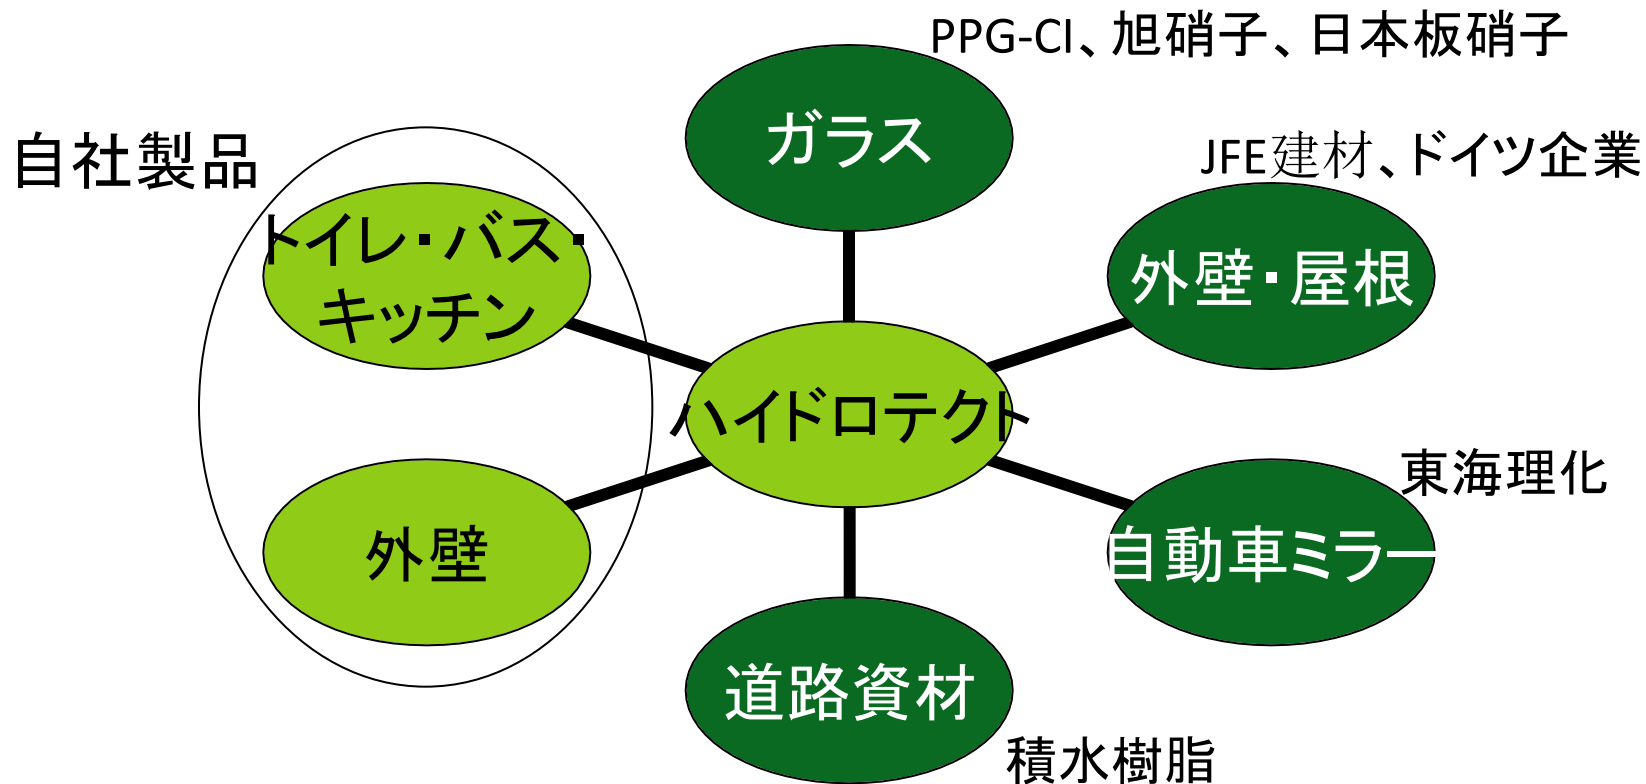 PPG-CI、旭硝子、日本板硝子
ガラス
自社製品
JFE建材、ドイツ企業
トイレ・バス・
キッチン
外壁・屋根
ハイドロテクト
東海理化
外壁
自動車ミラー
道路資材
積水樹脂